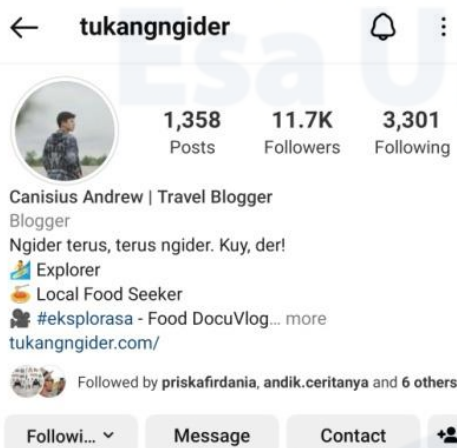 Esa U
tukangngider
1,358 11.7K 3,301
Posts Followers Following
Canisius Andrew | Travel Blogger
Blogger
Ngider terus, terus ngider. Kuy, der!
Explorer
Local Food Seeker
#eksplorasa - Food DocuVlog... more
tukangngider.com/
Followed by priskafirdania, andik.ceritanya and 6 others
Followi... Message Contact